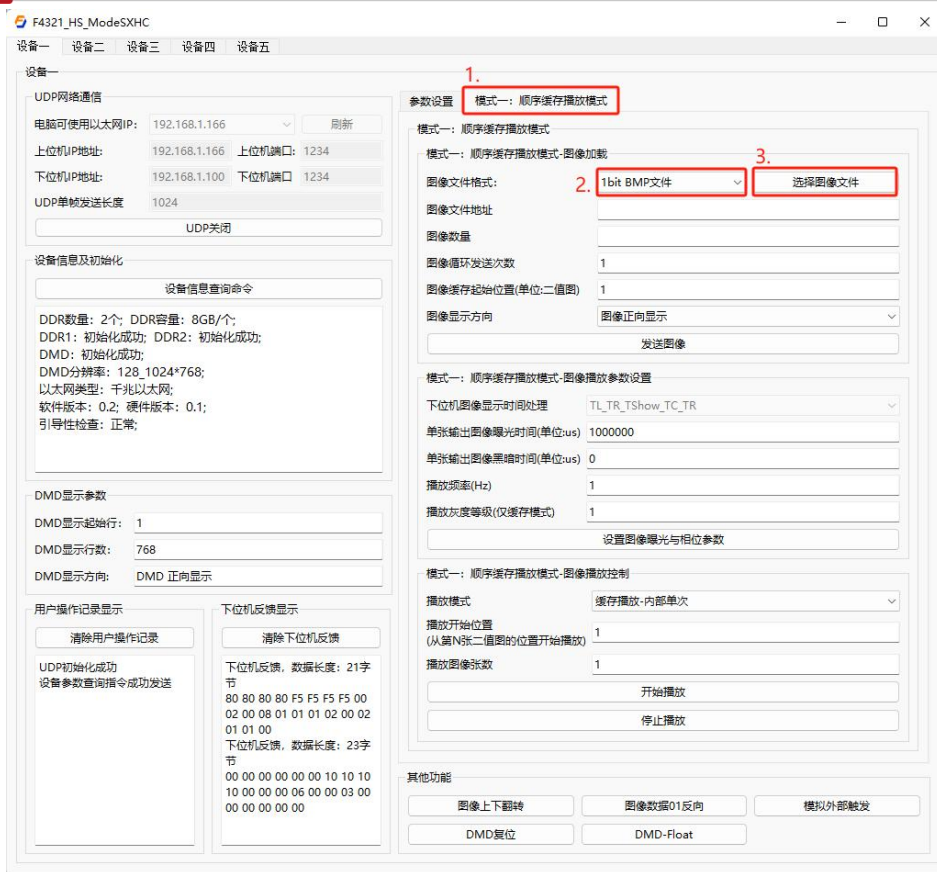 F4321_HS_ModeSXHC
设备一 设备二 设备三 设备四 设备五
设备一
UDP网络通信
电脑可使用以太网IP: 192.168.1.166 刷新
上位机IP地址: 192.168.1.166 上位机端口: 1234
下位机IP地址: 192.168.1.100 下位机端口 1234
UDP单帧发送长度 1024
UDP关闭
设备信息及初始化
设备信息查询命令
DDR数量：2个; DDR容量：8GB/个;
DDR1：初始化成功; DDR2：初始化成功;
DMD：初始化成功;
DMD分辨率：128_1024*768;
以太网类型：千兆以太网;
软件版本：0.2; 硬件版本：0.1;
引导性检查：正常;
DMD显示参数
DMD显示起始行: 1
DMD显示行数: 768
DMD显示方向: DMD 正向显示
用户操作记录显示
清除用户操作记录
UDP初始化成功
设备参数查询指令成功发送
下位机反馈显示
清除下位机反馈
下位机反馈，数据长度：21字
节
80 80 80 80 F5 F5 F5 F5 00
02 00 08 01 01 01 02 00 02
01 01 00
下位机反馈，数据长度：23字
节
00 00 00 00 00 00 10 10 10
10 00 00 00 06 00 00 03 00
00 00 00 00 00
1.
参数设置 模式一：顺序缓存播放模式
模式一：顺序缓存播放模式
模式一：顺序缓存播放模式-图像加载
3.
图像文件格式: 2. 1bit BMP文件 选择图像文件
图像文件地址
图像数量
图像循环发送次数 1
图像缓存起始位置(单位:二值图) 1
图像显示方向 图像正向显示
发送图像
模式一：顺序缓存播放模式-图像播放参数设置
下位机图像显示时间处理 TL_TR_TShow_TC_TR
单张输出图像曝光时间(单位:us) 1000000
单张输出图像黑暗时间(单位:us) 0
播放频率(Hz) 1
播放灰度等级(仅缓存模式) 1
设置图像曝光与相位参数
模式一：顺序缓存播放模式-图像播放控制
播放模式 缓存播放-内部单次
播放开始位置
(从第N张二值图的位置开始播放) 1
播放图像张数 1
开始播放
停止播放
其他功能
图像上下翻转 图像数据01反向 模拟外部触发
DMD复位 DMD-Float